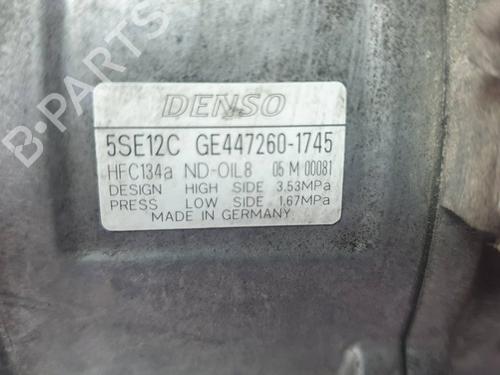 B-PARTS
DENSO
5SE12C GE447260-1745
HFC134a ND-OIL8 05 M 00081
DESIGN HIGH SIDE 3.53MPa
PRESS LOW SIDE 1.67MPa
MADE IN GERMANY